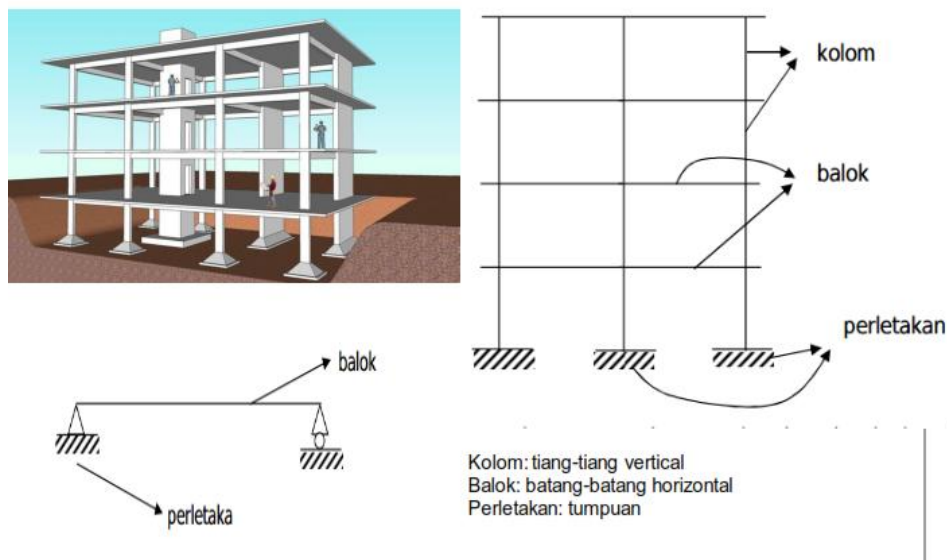 kolom
balok
perletakan
balok
perletaka
Kolom: tiang-tiang vertical
Balok: batang-batang horizontal
Perletakan: tumpuan